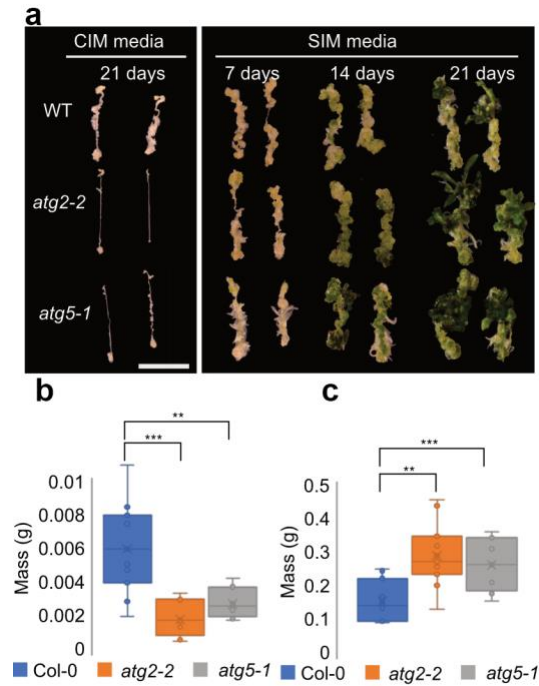 a
CIM media SIM media
21 days 7 days 14 days 21 days
WT
atg2-2
atg5-1
b
**
***
0.01
0.008
0.006
0.004
0.002
0
Mass (g)
Col-0 atg2-2 atg5-1
c
***
**
0.5
0.4
0.3
0.2
0.1
0
Mass (g)
Col-0 atg2-2 atg5-1